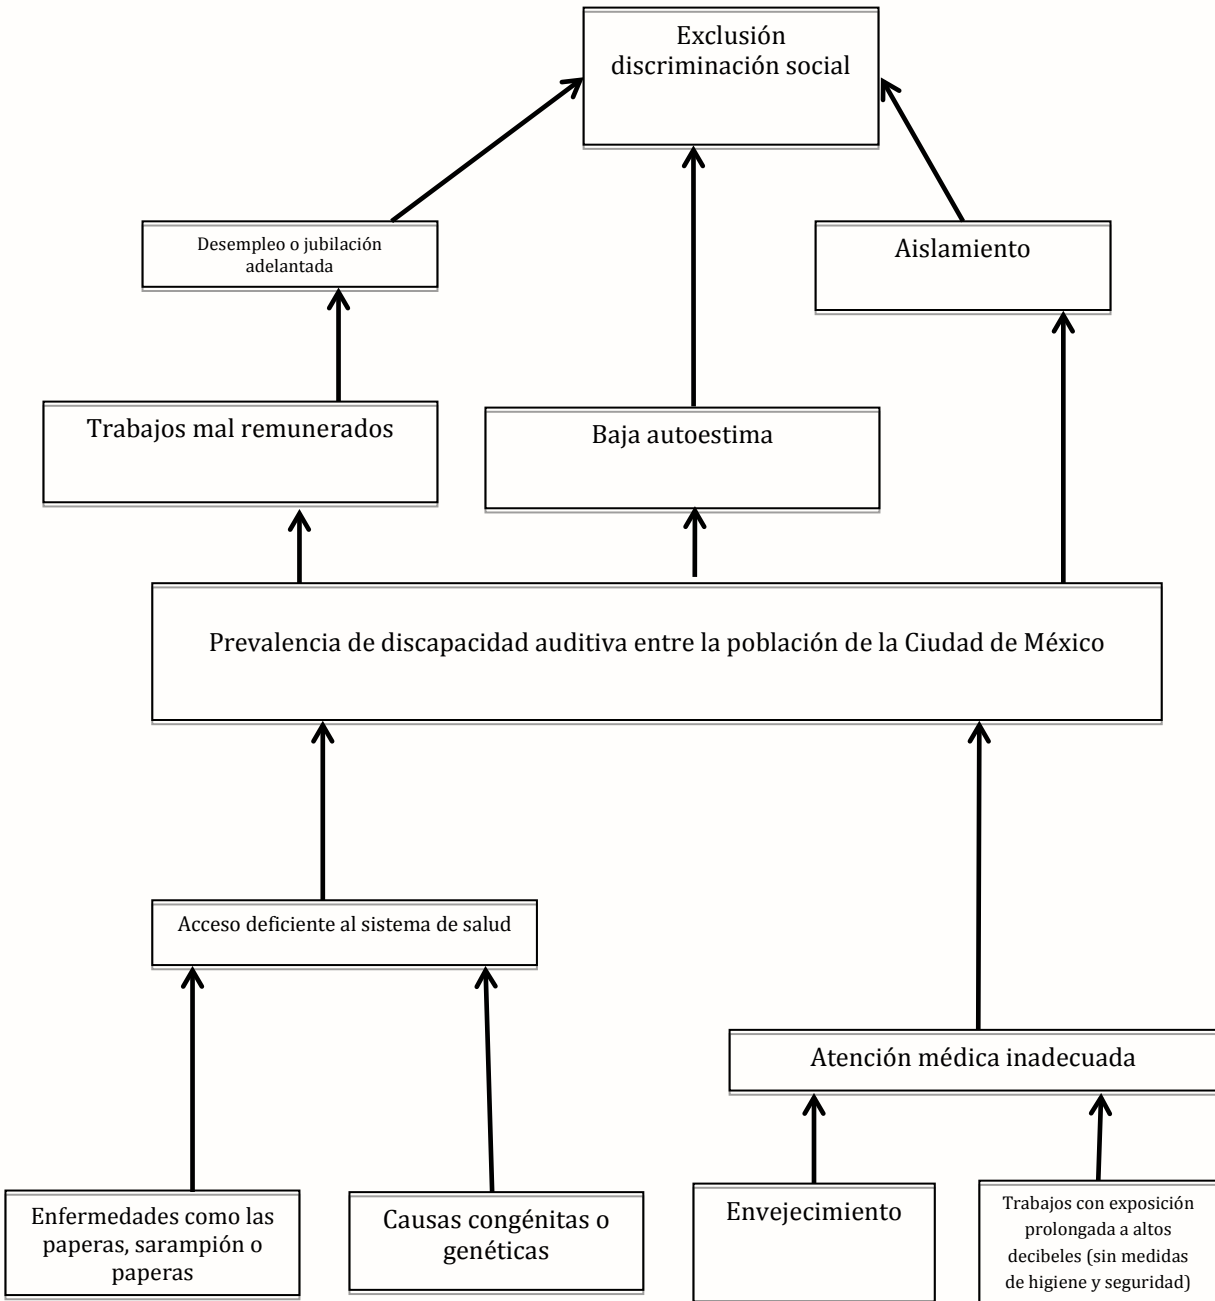 Exclusión
discriminación social
Desempleo o jubilación
adelantada
Aislamiento
Trabajos mal remunerados
Baja autoestima
Prevalencia de discapacidad auditiva entre la población de la Ciudad de México
Acceso deficiente al sistema de salud
Atención médica inadecuada
Enfermedades como las
paperas, sarampión o
paperas
Causas congénitas o
genéticas
Envejecimiento
Trabajos con exposición
prolongada a altos
decibeles (sin medidas
de higiene y seguridad)